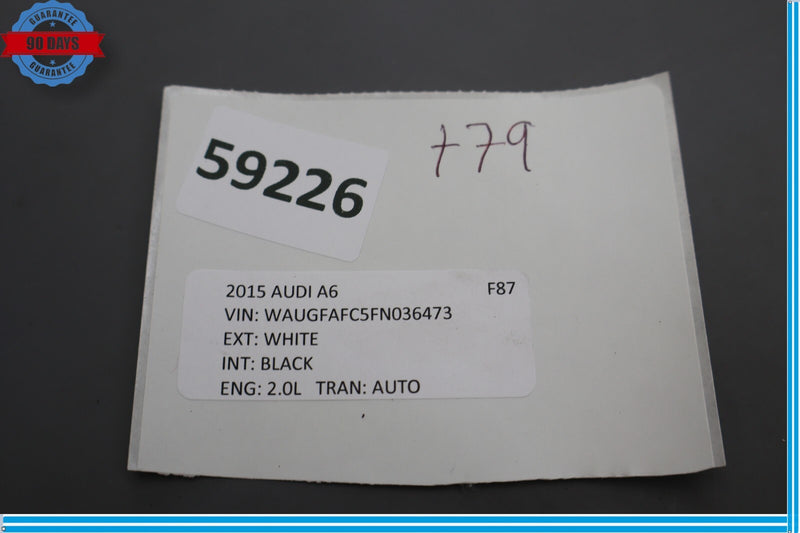 GUARANTEE
90 DAYS
GUARANTEE
59226
+79
2015 AUDI A6 F87
VIN: WAUGFAFC5FN036473
EXT: WHITE
INT: BLACK
ENG: 2.0L TRAN: AUTO